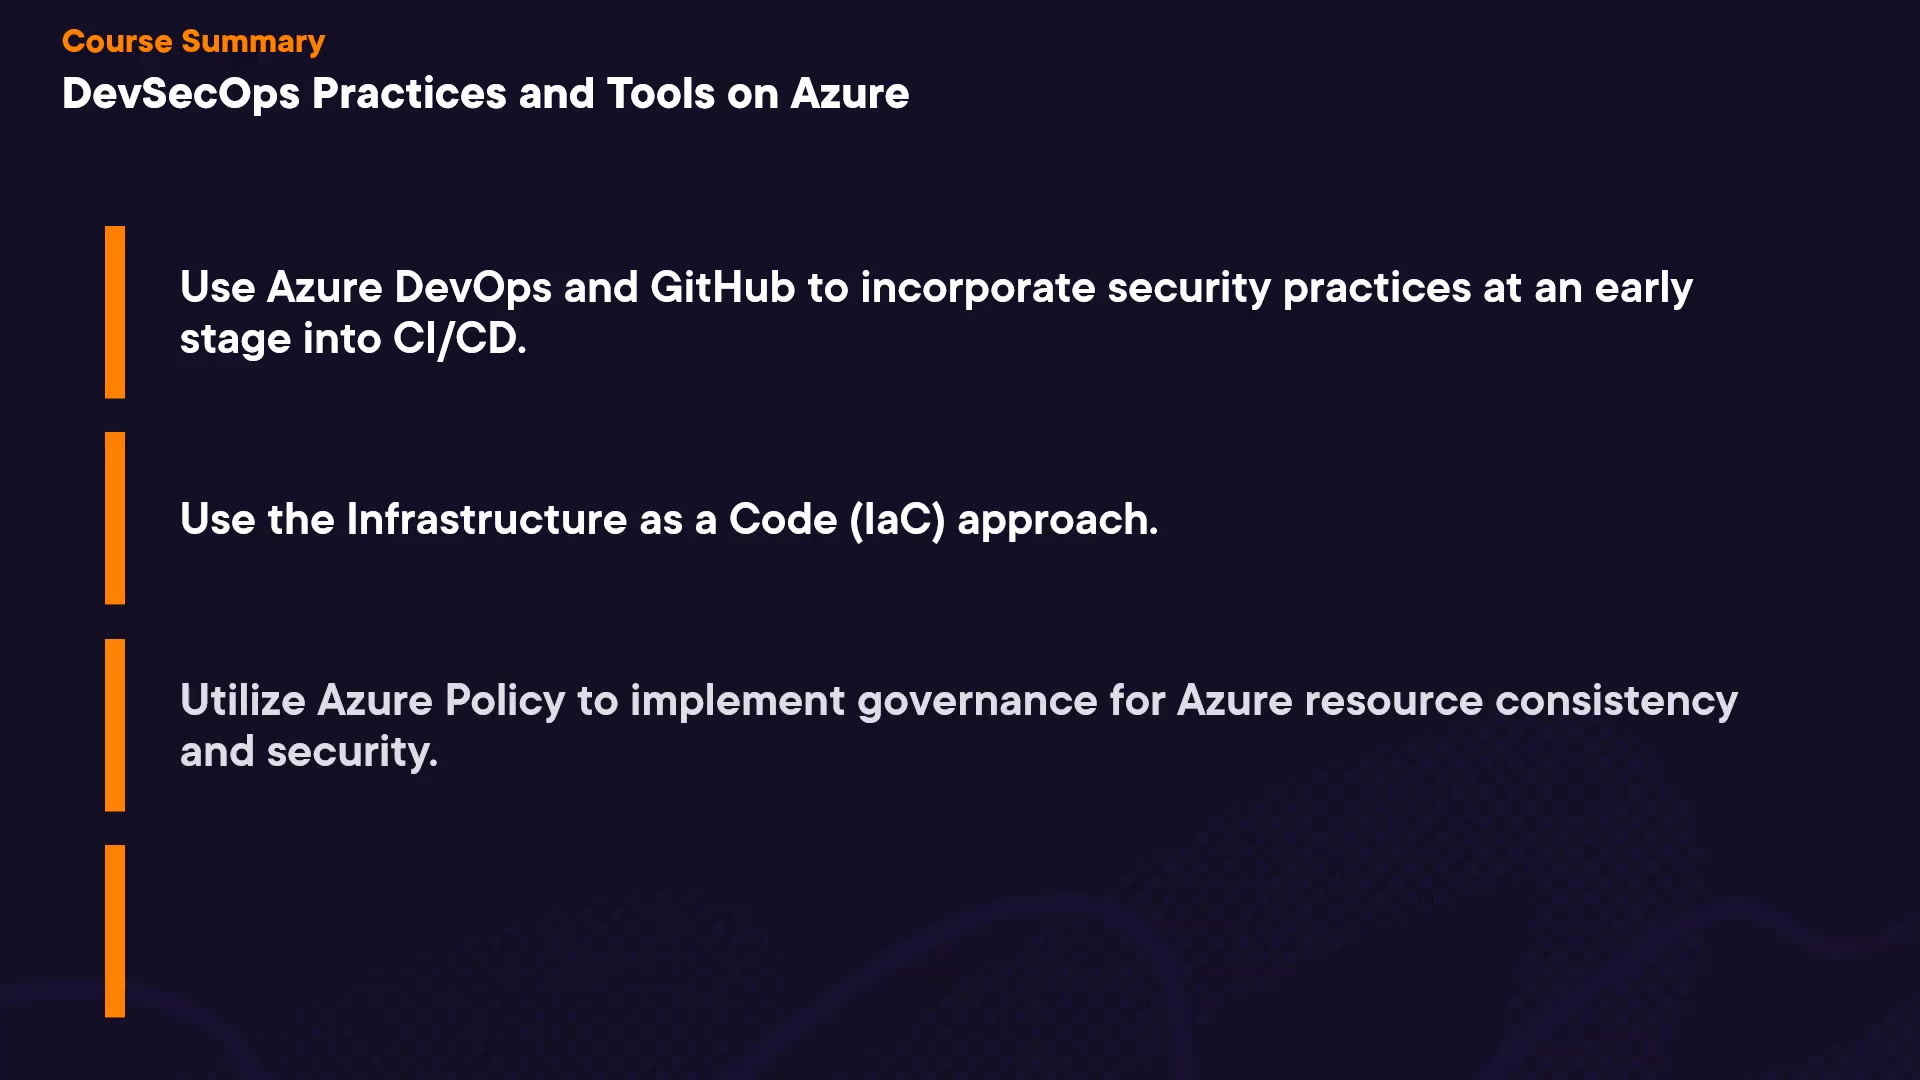 Course Summary
DevSecOps Practices and Tools on Azure
Use Azure DevOps and GitHub to incorporate security practices at an early
stage into CI/CD.
Use the Infrastructure as a Code (IaC) approach.
Utilize Azure Policy to implement governance for Azure resource consistency
and security.